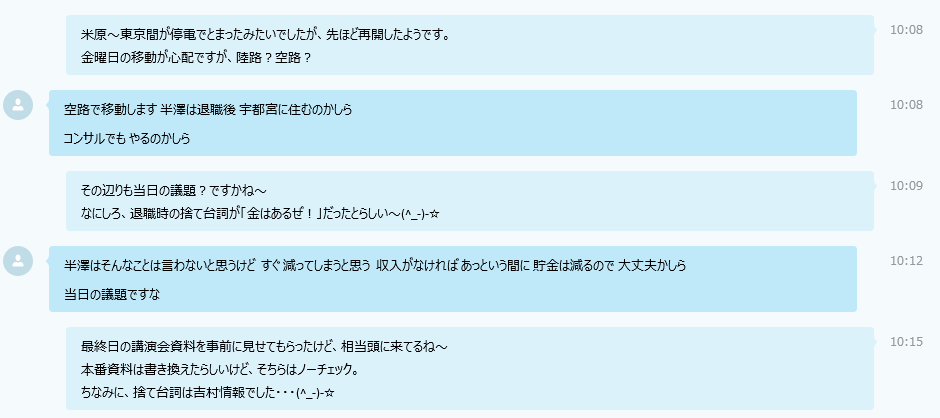 米原～東京間が停電でとまったみたいでしたが、先ほど再開したようです。 10:08
金曜日の移動が心配ですが、陸路？空路？
空路で移動します 半澤は退職後 宇都宮に住むのかしら 10:08
コンサルでも やるのかしら
その辺りも当日の議題？ですかね～ 10:09
なにしろ、退職時の捨て台詞が「金はあるぜ！」だったとらしい～(^_-)-☆
半澤はそんなことは言わないと思うけど すぐ減ってしまうと思う 収入がなければ あっという間に 貯金は減るので 大丈夫かしら 10:12
当日の議題ですな
最終日の講演会資料を事前に見せてもらったけど、相当頭に来てるね～ 10:15
本番資料は書き換えたらしいけど、そちらはノーチェック。
ちなみに、捨て台詞は吉村情報でした・・・(^_-)-☆